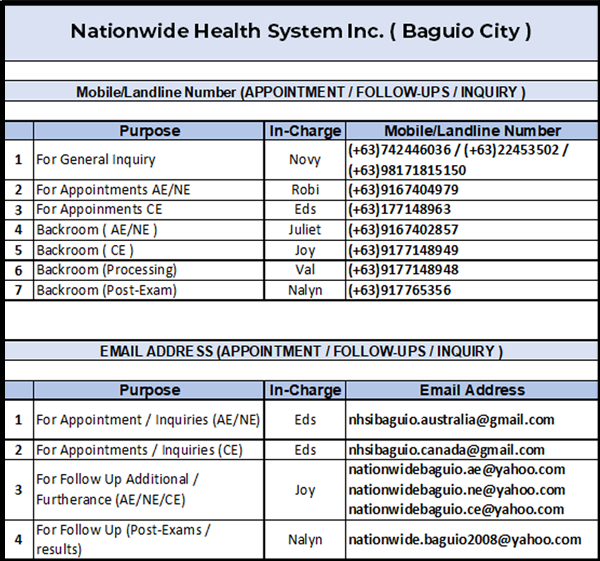 Nationwide Health System Inc. ( Baguio City )
Mobile/Landline Number (APPOINTMENT / FOLLOW-UPS / INQUIRY )
Purpose In-Charge Mobile/Landline Number
1 For General Inquiry Novy (+63)742446036 / (+63)22453502 /
(+63)98171815150
2 For Appointments AE/NE Robi (+63)9167404979
3 For Appoinments CE Eds (+63)177148963
4 Backroom ( AE/NE ) Juliet (+63)9167402857
5 Backroom ( CE ) Joy (+63)9177148949
6 Backroom (Processing) Val (+63)9177148948
7 Backroom (Post-Exam) Nalyn (+63)917765356
EMAIL ADDRESS (APPOINTMENT / FOLLOW-UPS / INQUIRY )
Purpose In-Charge Email Address
1 For Appointment / Inquiries (AE/NE) Eds nhsibaguio.australia@gmail.com
2 For Appointments / Inquiries (CE) Eds nhsibaguio.canada@gmail.com
3 For Follow Up Additional /
Furtherance (AE/NE/CE) Joy nationwidebaguio.ae@yahoo.com
nationwidebaguio.ne@yahoo.com
nationwidebaguio.ce@yahoo.com
4 For Follow Up (Post-Exams /
results) Nalyn nationwide.baguio2008@yahoo.com